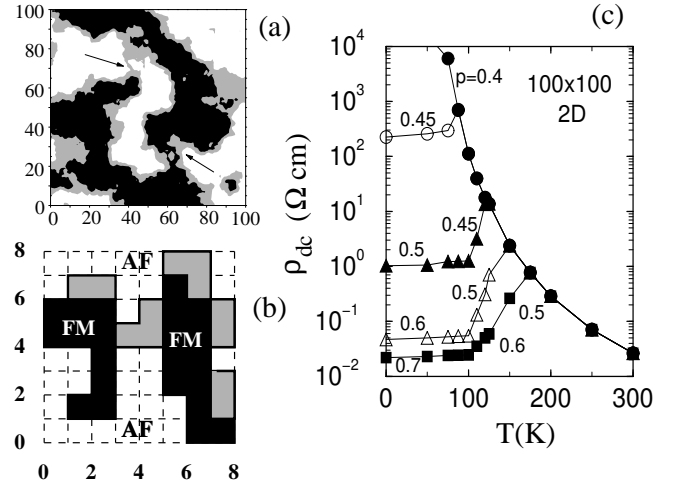 (a)
100
80
60
40
20
0
0 20 40 60 80 100
(b)
8
6
4
2
0
0 2 4 6 8
AF
FM
FM
AF
(c)
ρdc (Ω cm)
10^4
10^3
10^2
10^1
10^0
10^-1
10^-2
0 100 200 300
T(K)
p=0.4
100x100
2D
0.45
0.45
0.5
0.5
0.5
0.6
0.6
0.7